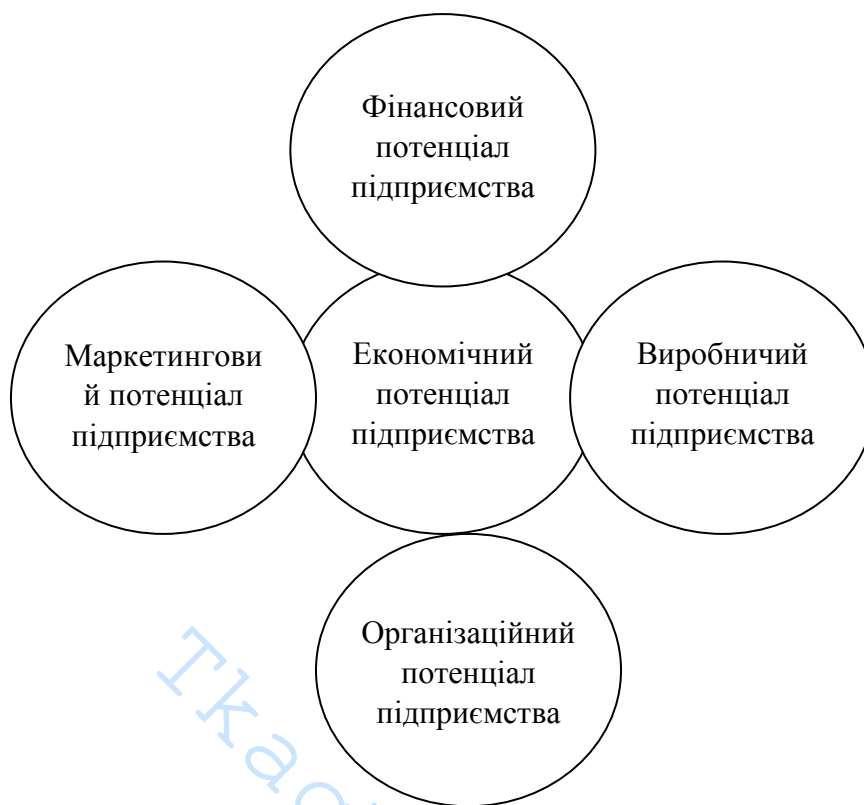 Фінансовий
потенціал
підприємства
Маркетингови
й потенціал
підприємства
Економічний
потенціал
підприємства
Виробничий
потенціал
підприємства
Організаційний
потенціал
підприємства